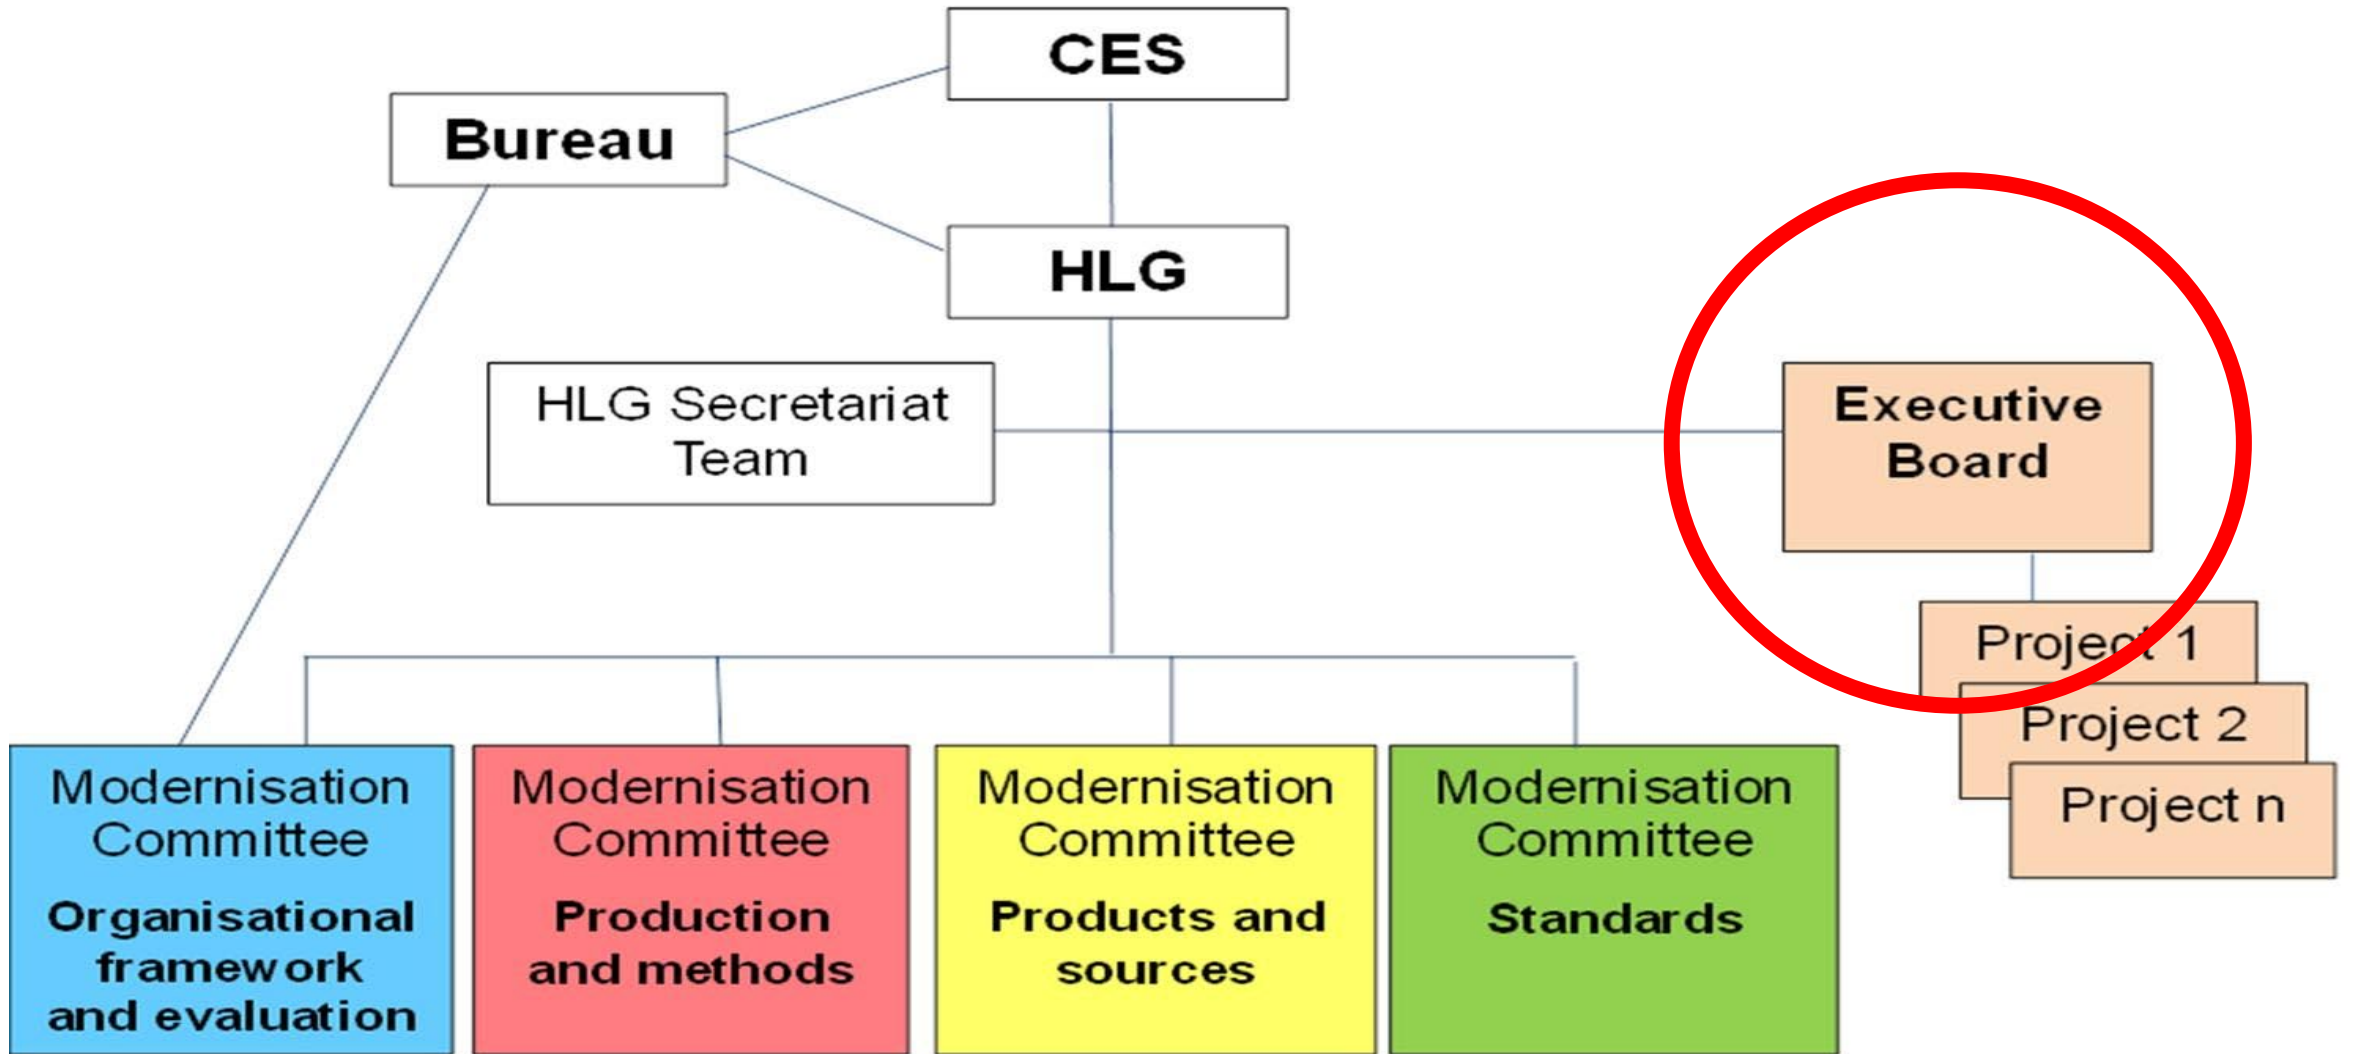 CES
Bureau
HLG
HLG Secretariat
Team
Executive
Board
Project 1
Project 2
Project n
Modernisation
Committee
Organisational
framework
and evaluation
Modernisation
Committee
Production
and methods
Modernisation
Committee
Products and
sources
Modernisation
Committee
Standards